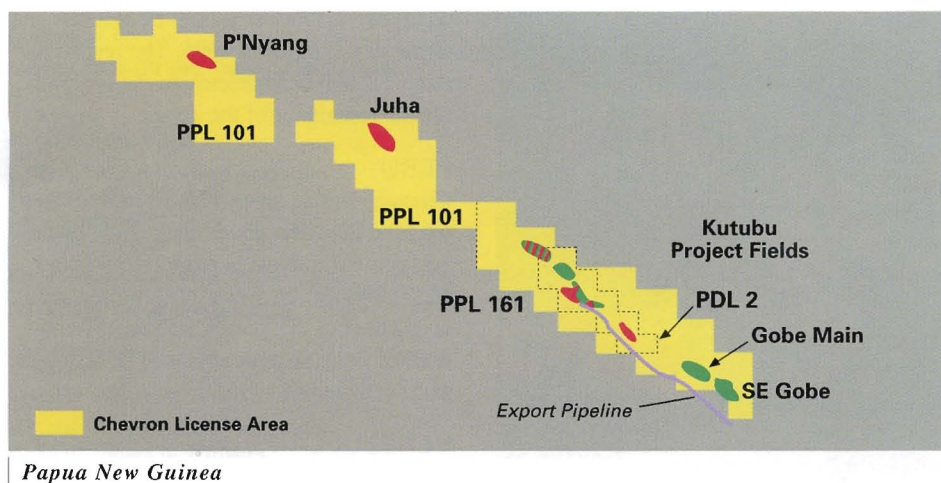 P'Nyang
PPL 101
Juha
PPL 101
Kutubu
Project Fields
PPL 161
PDL 2
Gobe Main
SE Gobe
Export Pipeline
Chevron License Area
Papua New Guinea